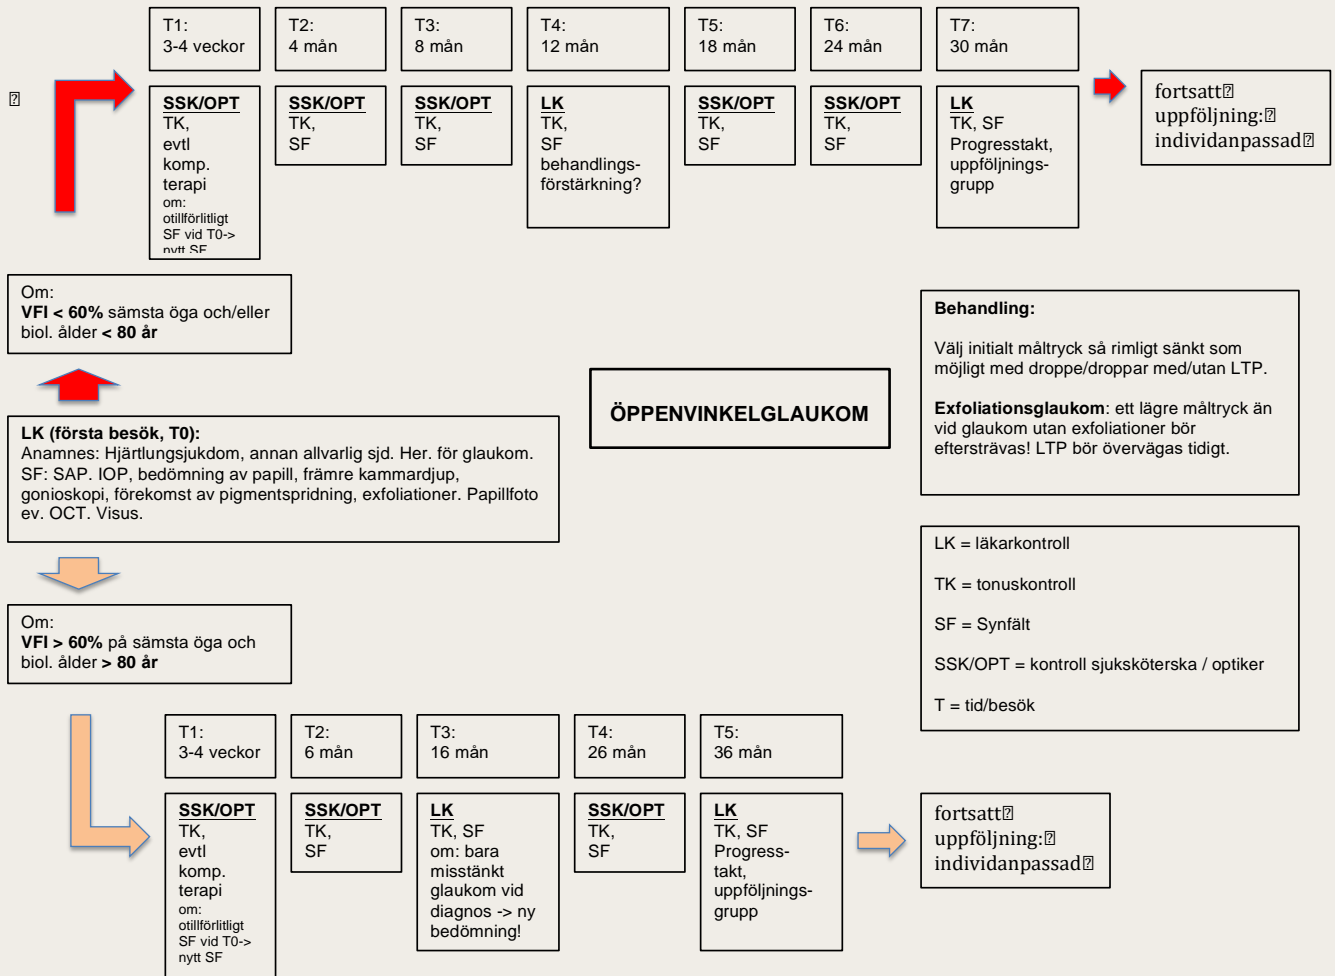 T1:
3-4 veckor
T2:
4 mån
T3:
8 mån
T4:
12 mån
T5:
18 mån
T6:
24 mån
T7:
30 mån
SSK/OPT
TK,
evtl
komp.
terapi
om:
otillförlitligt
SF vid T0->
nytt SF
SSK/OPT
TK,
SF
SSK/OPT
TK,
SF
LK
TK,
SF
behandlings-
förstärkning?
SSK/OPT
TK,
SF
SSK/OPT
TK,
SF
LK
TK, SF
Progresstakt,
uppföljnings-
grupp
fortsatt
uppföljning:
individanpassad
Om:
VFI < 60% sämsta öga och/eller
biol. ålder < 80 år
LK (första besök, T0):
Anamnes: Hjärtlungsjukdom, annan allvarlig sjd. Her. för glaukom.
SF: SAP. IOP, bedömning av papill, främre kammardjup,
gonioskopi, förekomst av pigmentspridning, exfoliationer. Papillfoto
ev. OCT. Visus.
ÖPPENVINKELGLAUKOM
Behandling:
Välj initialt måltryck så rimligt sänkt som
möjligt med droppe/droppar med/utan LTP.
Exfoliationsglaukom: ett lägre måltryck än
vid glaukom utan exfoliationer bör
eftersträvas! LTP bör övervägas tidigt.
LK = läkarkontroll
TK = tonuskontroll
SF = Synfält
SSK/OPT = kontroll sjuksköterska / optiker
T = tid/besök
Om:
VFI > 60% på sämsta öga och
biol. ålder > 80 år
T1:
3-4 veckor
T2:
6 mån
T3:
16 mån
T4:
26 mån
T5:
36 mån
SSK/OPT
TK,
evtl
komp.
terapi
om:
otillförlitligt
SF vid T0->
nytt SF
SSK/OPT
TK,
SF
LK
TK, SF
om: bara
misstänkt
glaukom vid
diagnos -> ny
bedömning!
SSK/OPT
TK,
SF
LK
TK, SF
Progress-
takt,
uppföljnings-
grupp
fortsatt
uppföljning:
individanpassad